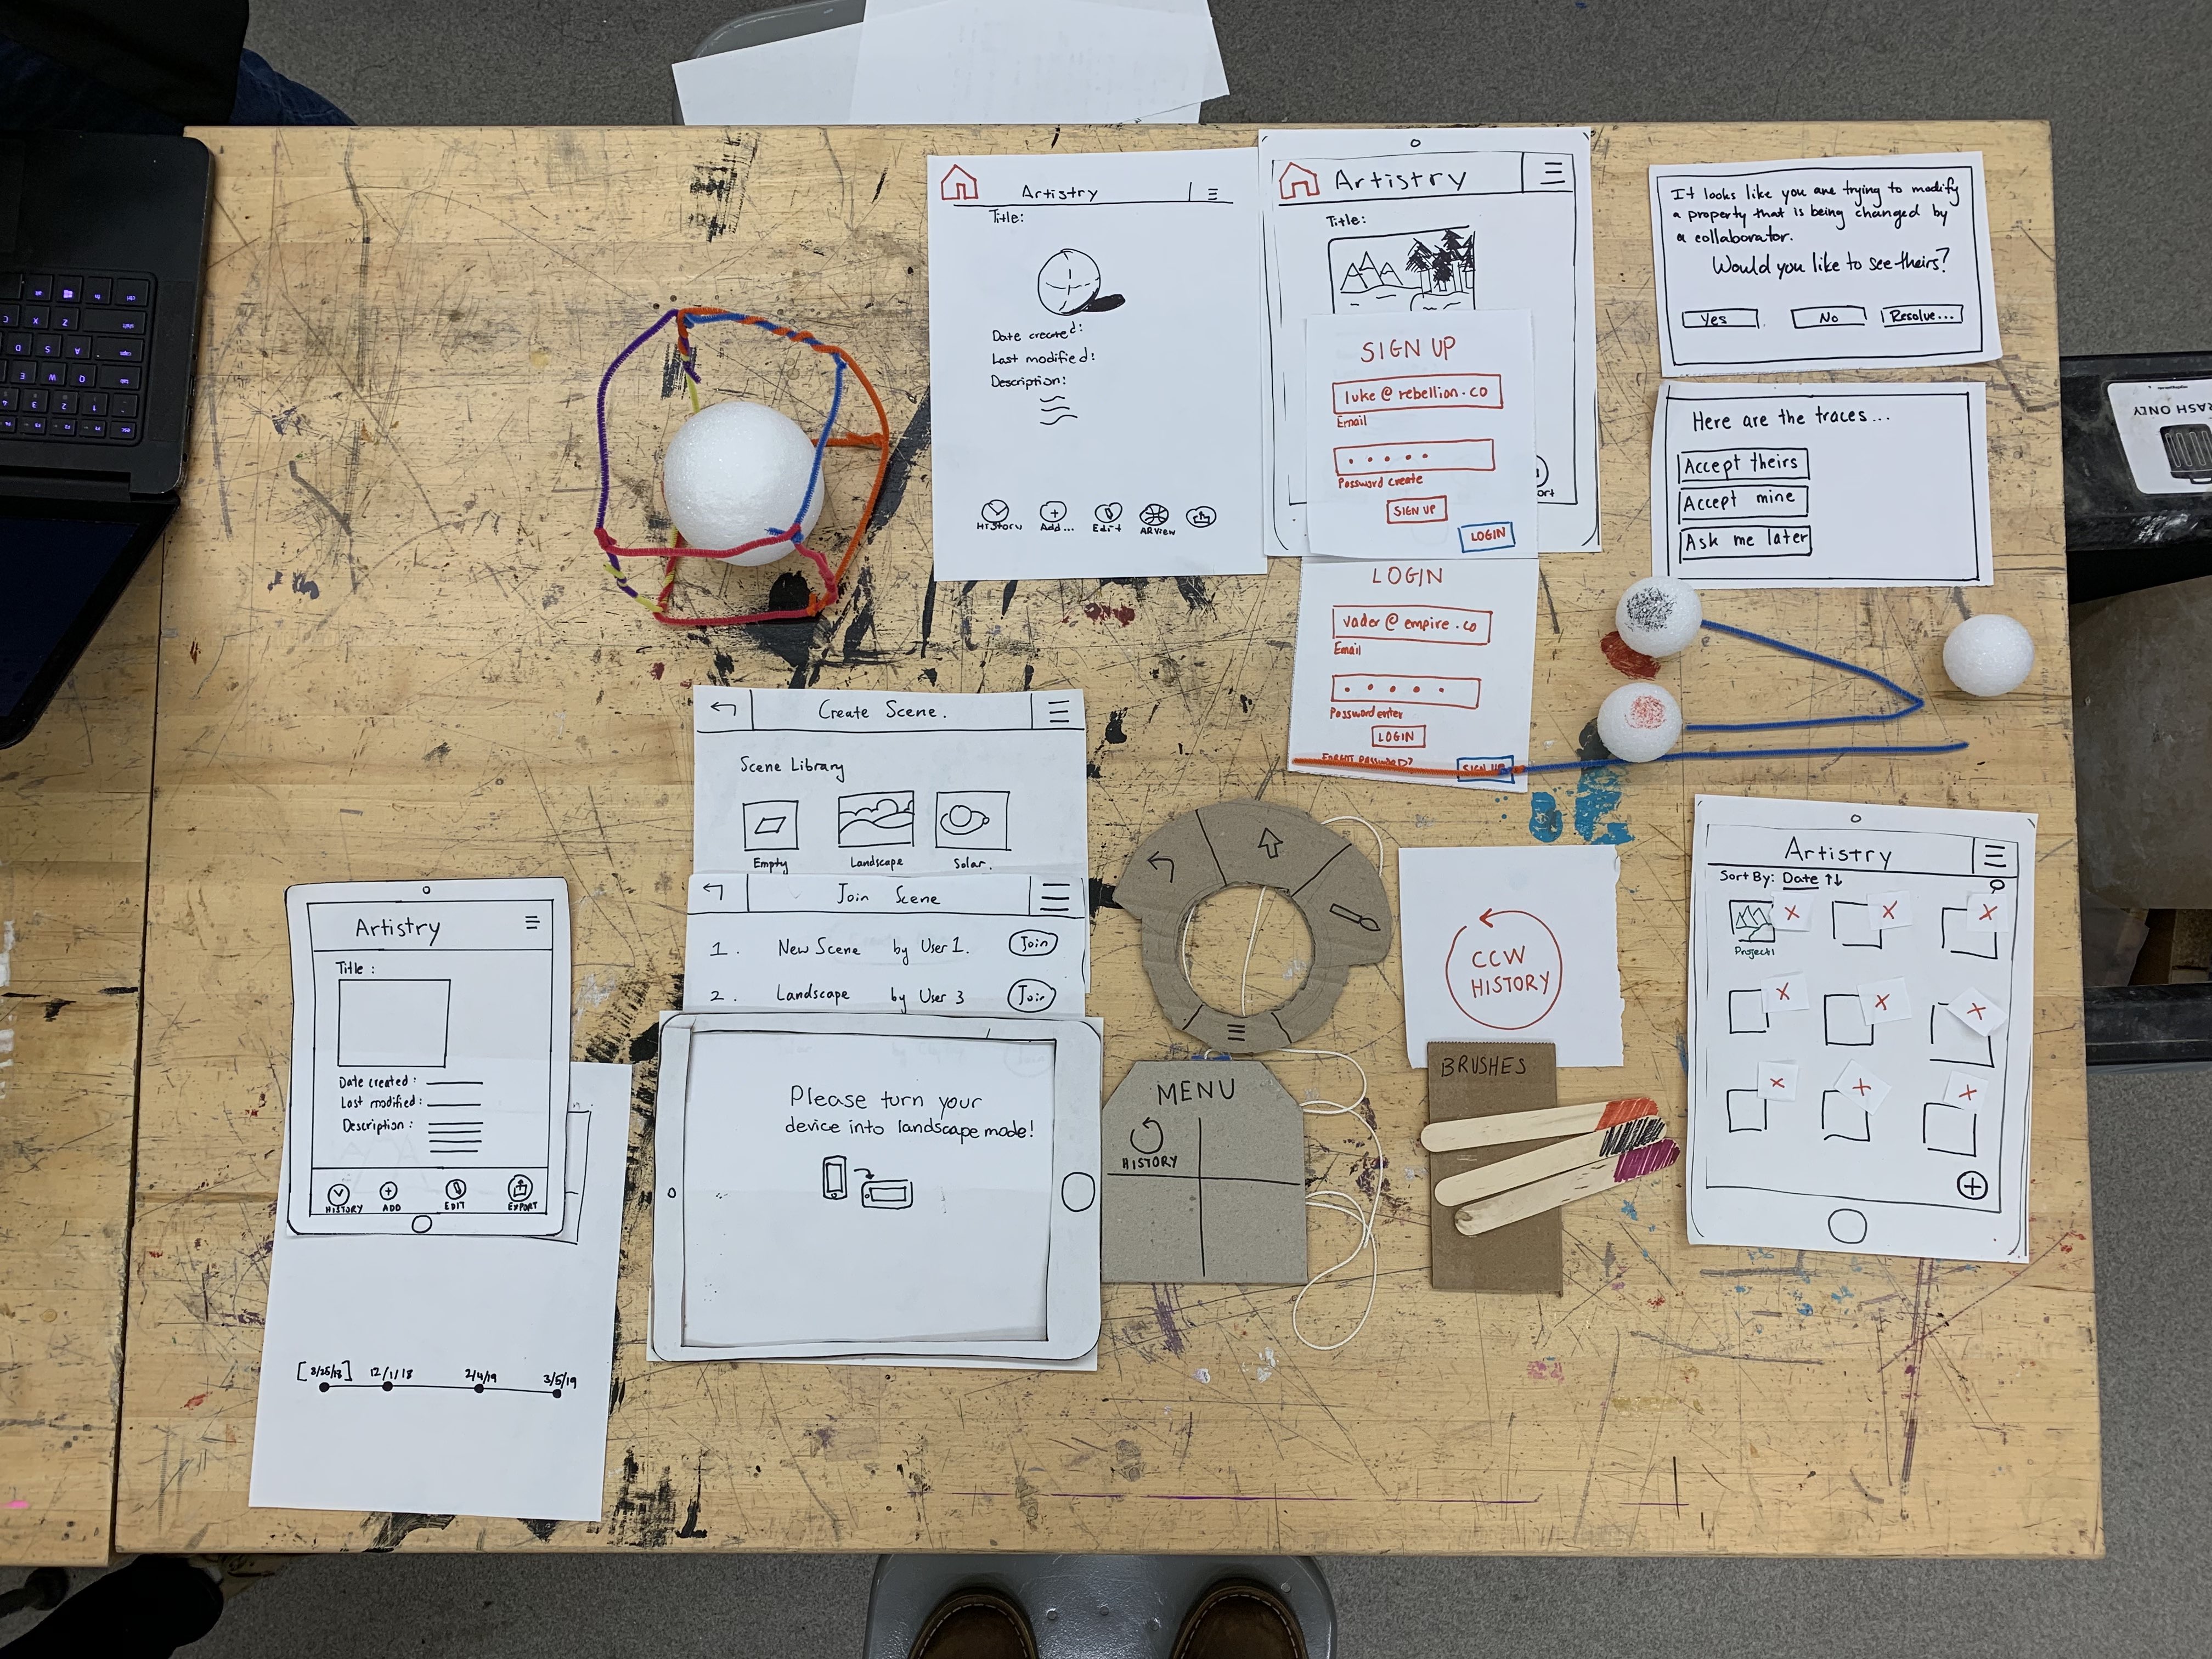 Artistry
Title:
Date created:
Last modified:
Description:
HISTORY
Add...
Edit
ARVIEW
Artistry
Title:
ort
SIGN UP
luke@rebellion.co
Email
Password create
SIGN UP
LOGIN
LOGIN
vader@empire.co
Email
Password enter
LOGIN
FORGOT PASSWORD?
SIGN UP
It looks like you are trying to modify
a property that is being changed by
a collaborator.
Would you like to see theirs?
Yes
No
Resolve...
Here are the traces...
Accept theirs
Accept mine
Ask me later
RASH ONLY
Create Scene.
Scene Library
Empty
Landscape
Solar.
Join Scene
1. New Scene by User 1. Join
2. Landscape by User 3 Join
Please turn your
device into landscape mode!
Artistry
Title:
Date created:
Last modified:
Description:
HISTORY
ADD
EDIT
EXPORT
12/1/18
2/4/19
3/5/19
MENU
HISTORY
CCW
HISTORY
BRUSHES
Artistry
Sort By: Date ↑↓
Project1